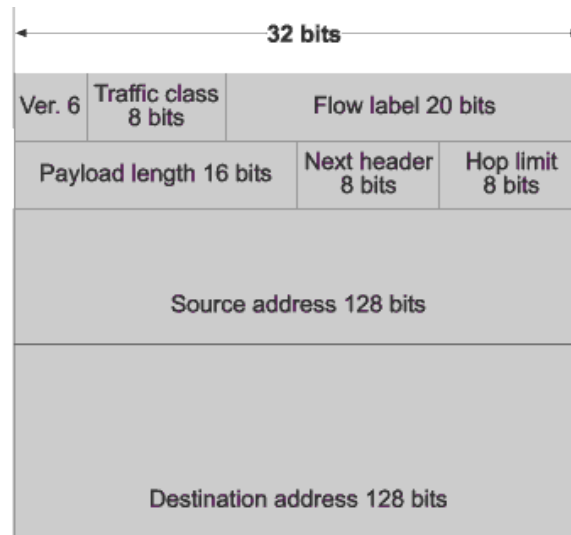 32 bits
Ver. 6
Traffic class
8 bits
Flow label 20 bits
Payload length 16 bits
Next header
8 bits
Hop limit
8 bits
Source address 128 bits
Destination address 128 bits